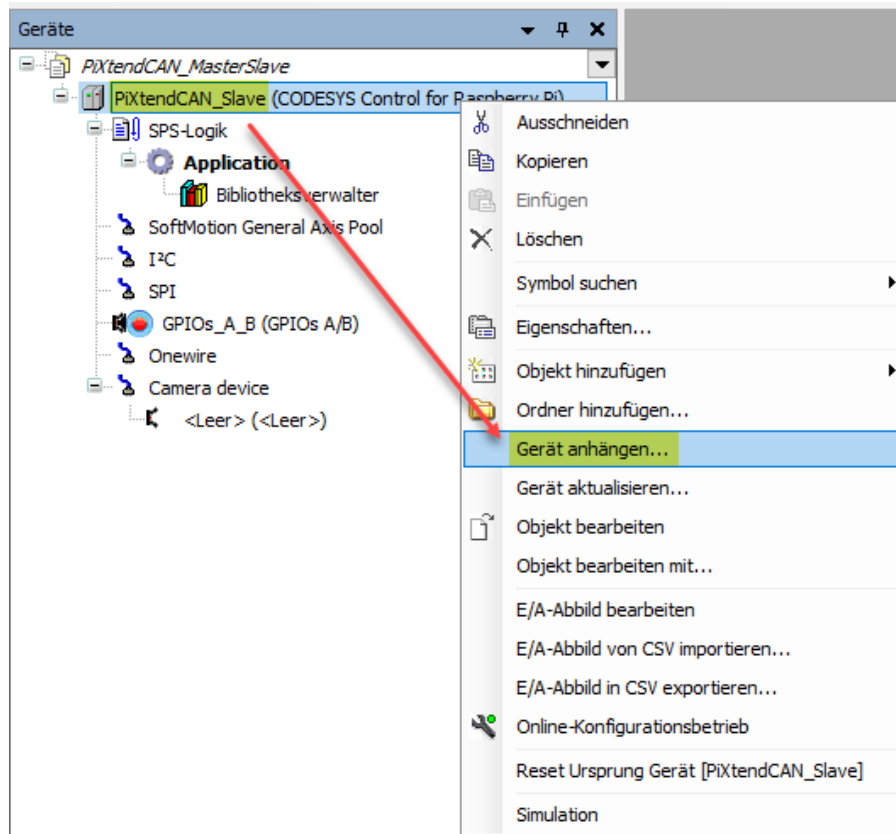 Geräte
PiXtendCAN_MasterSlave
PiXtendCAN_Slave (CODESYS Control for Raspberry Pi)
SPS-Logik
Application
Bibliotheksverwalter
SoftMotion General Axis Pool
I²C
SPI
GPIOs_A_B (GPIOs A/B)
Onewire
Camera device
<Leer> (<Leer>)
Ausschneiden
Kopieren
Einfügen
Löschen
Symbol suchen
Eigenschaften...
Objekt hinzufügen
Ordner hinzufügen...
Gerät anhängen...
Gerät aktualisieren...
Objekt bearbeiten
Objekt bearbeiten mit...
E/A-Abbild bearbeiten
E/A-Abbild von CSV importieren...
E/A-Abbild in CSV exportieren...
Online-Konfigurationsbetrieb
Reset Ursprung Gerät [PiXtendCAN_Slave]
Simulation